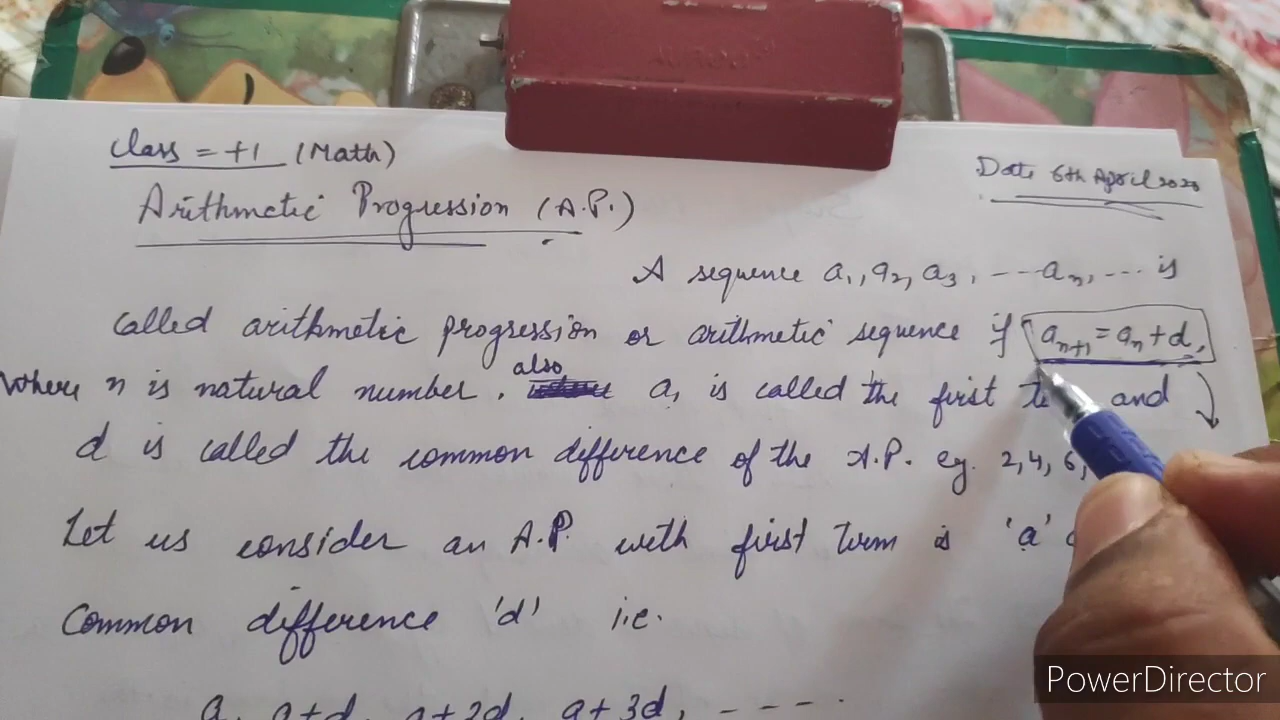 Class = +1 (Math)
Date 6th April 2020
Arithmetic Progression (A.P.)
A sequence a₁, a₂, a₃, ---aₙ, --- is
called arithmetic progression or arithmetic sequence if aₙ₊₁ = aₙ + d,
where n is natural number. also a₁ is called the first and
d is called the common difference of the A.P. eg. 2, 4, 6,
Let us consider an A.P. with first term is 'a'
Common difference 'd' i.e.
a, a+d, a+2d, a+3d, ----
PowerDirector